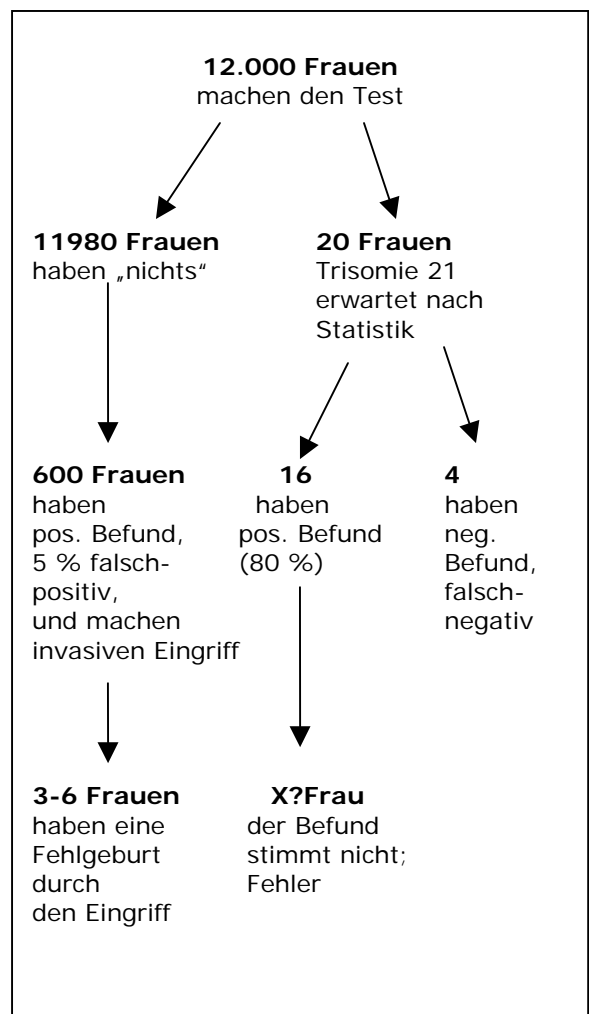 12.000 Frauen
machen den Test
11980 Frauen
haben „nichts“
20 Frauen
Trisomie 21
erwartet nach
Statistik
600 Frauen
haben
pos. Befund,
5 % falsch-
positiv,
und machen
invasiven Eingriff
16
haben
pos. Befund
(80 %)
4
haben
neg.
Befund,
falsch-
negativ
3-6 Frauen
haben eine
Fehlgeburt
durch
den Eingriff
X?Frau
der Befund
stimmt nicht;
Fehler